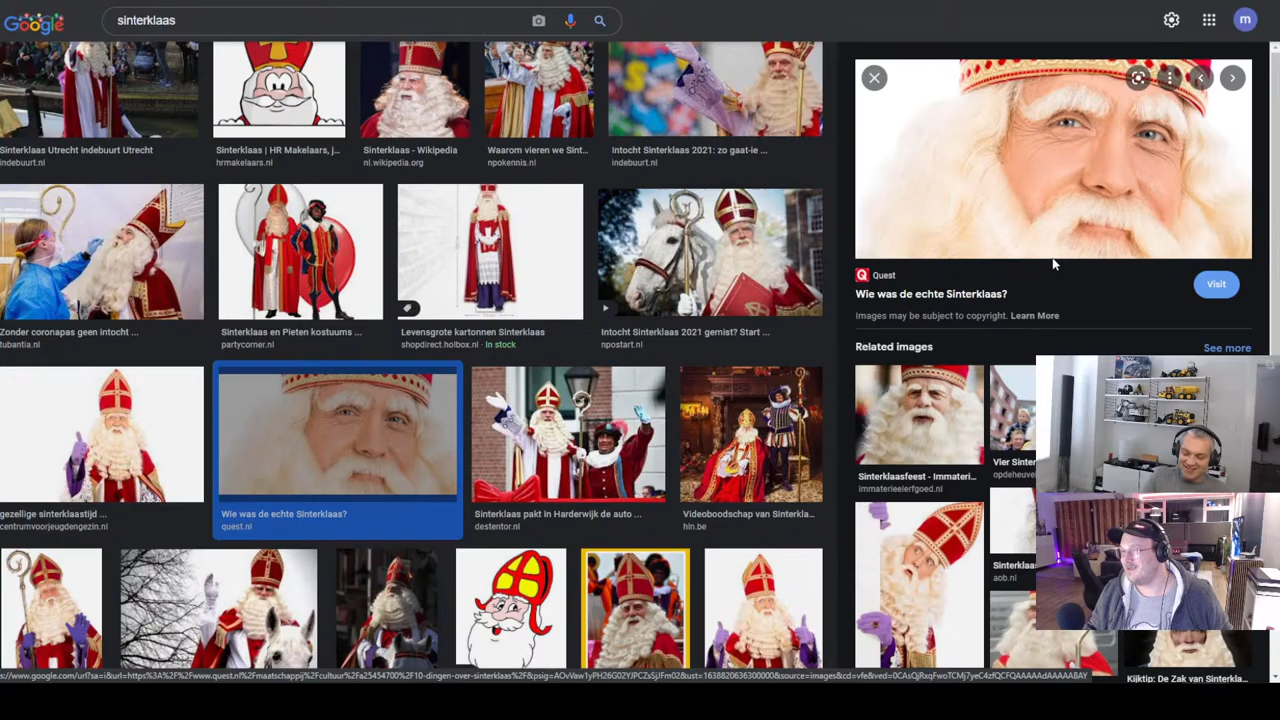 Google
sinterklaas
m
Sinterklaas Utrecht indebuurt Utrecht
indebuurt.nl
Sinterklaas | HR Makelaars, j...
hrmakelaars.nl
Sinterklaas - Wikipedia
nl.wikipedia.org
Waarom vieren we Sint...
npokennis.nl
Intocht Sinterklaas 2021: zo gaat-ie ...
indebuurt.nl
Zonder coronapas geen intocht ...
tubantia.nl
Sinterklaas en Pieten kostuums ...
partycorner.nl
Levensgrote kartonnen Sinterklaas
shopdirect.holbox.nl · In stock
Intocht Sinterklaas 2021 gemist? Start ...
npostart.nl
gezellige sinterklaastijd ...
centrumvoorjeugdengezin.nl
Wie was de echte Sinterklaas?
quest.nl
Sinterklaas pakt in Harderwijk de auto ...
destentor.nl
Videoboodschap van Sinterkla...
hln.be
Q Quest
Wie was de echte Sinterklaas?
Visit
Images may be subject to copyright. Learn More
Related images
See more
Sinterklaasfeest - Immateri...
immaterieelerfgoed.nl
Vier Sinter
opdeheuve
Sinterklaas
aob.nl
Kijktip: De Zak van Sinterkla...